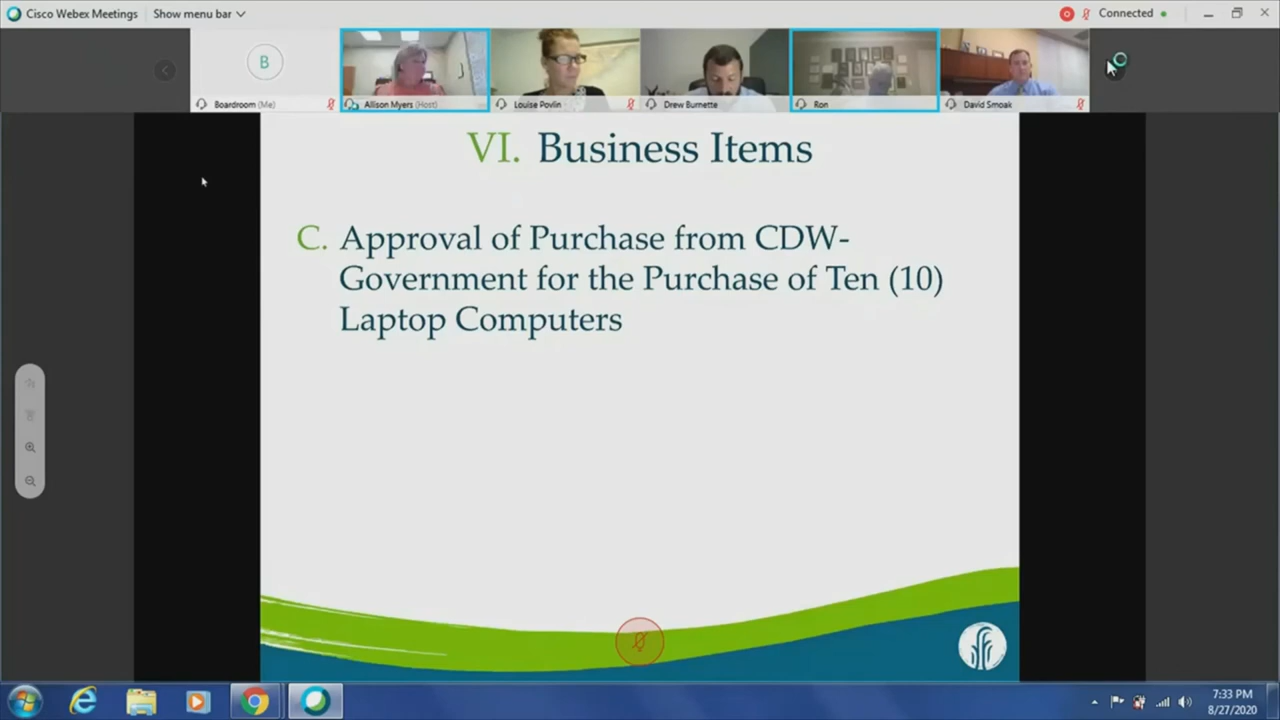 Cisco Webex Meetings
Show menu bar
Connected
B
Boardroom (Me)
Allison Myers (Host)
Louise Povlin
Drew Burnette
Ron
David Smoak
VI. Business Items
C. Approval of Purchase from CDW-
Government for the Purchase of Ten (10)
Laptop Computers
7:33 PM
8/27/2020